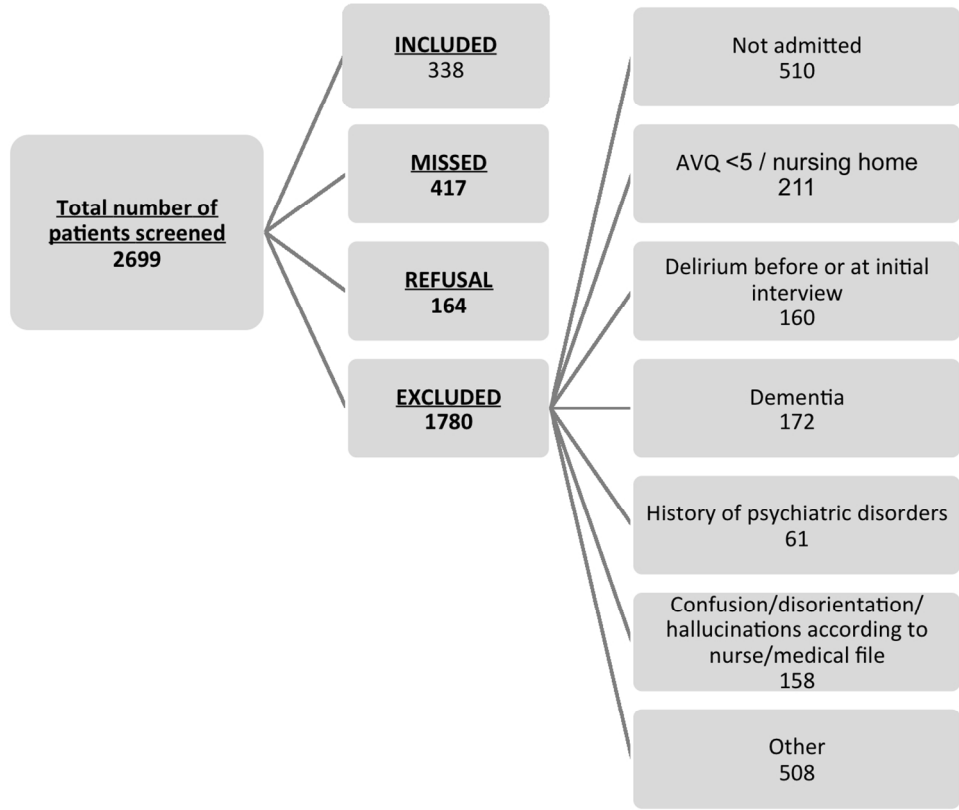 Total number of
patients screened
2699
INCLUDED
338
MISSED
417
REFUSAL
164
EXCLUDED
1780
Not admitted
510
AVQ <5 / nursing home
211
Delirium before or at initial
interview
160
Dementia
172
History of psychiatric disorders
61
Confusion/disorientation/
hallucinations according to
nurse/medical file
158
Other
508